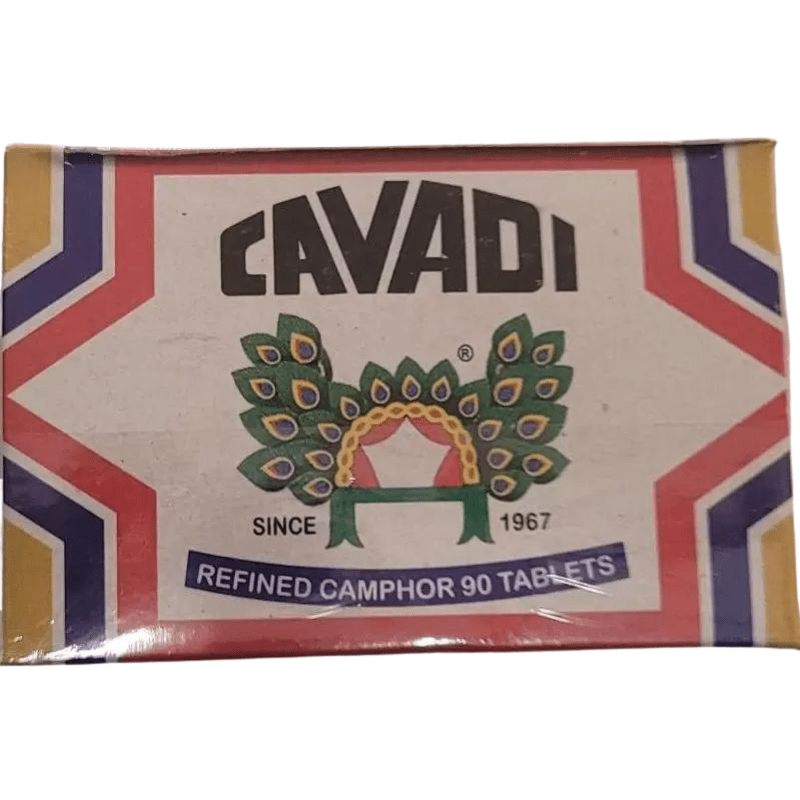 CAVADI
®
SINCE 1967
REFINED CAMPHOR 90 TABLETS